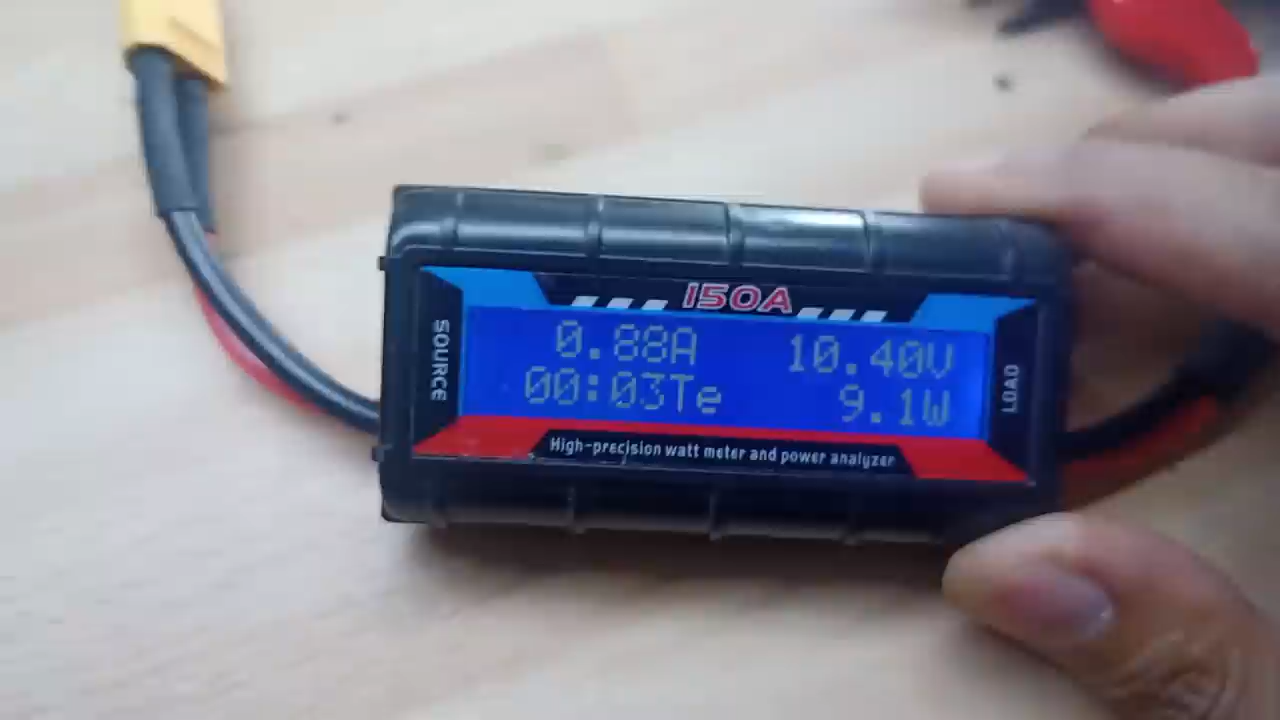 150A
SOURCE
0.88A 10.40V
00:03Te 9.1W
LOAD
High-precision watt meter and power analyzer